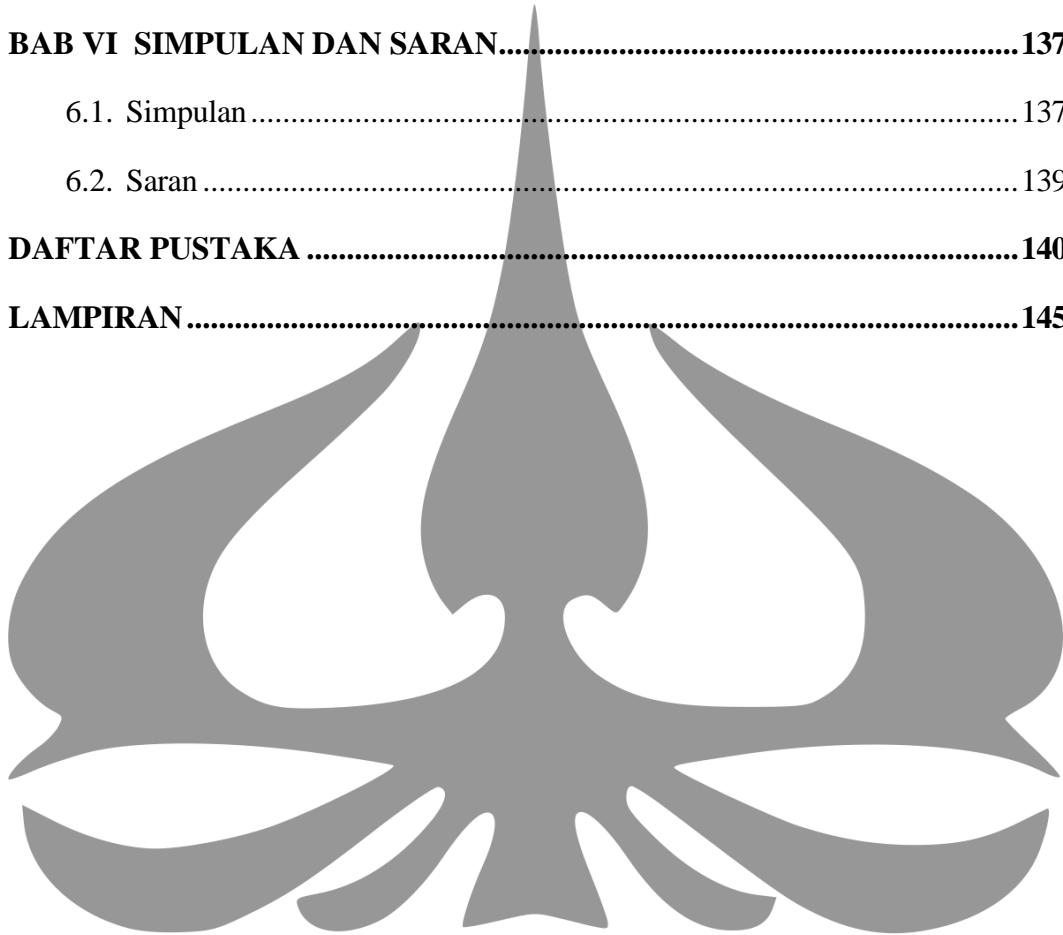 BAB VI SIMPULAN DAN SARAN..................................................................137
6.1. Simpulan..................................................................................................137
6.2. Saran........................................................................................................139
DAFTAR PUSTAKA ...........................................................................................140
LAMPIRAN..........................................................................................................145